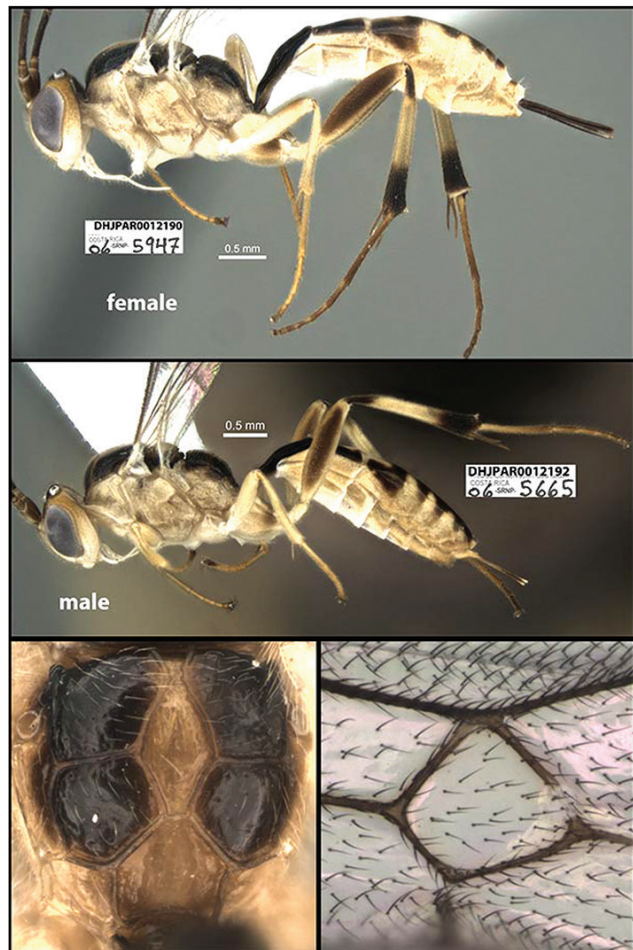 DHJPAR0012190
COSTA RICA
06-SRNP- 5947
0.5 mm
female
0.5 mm
DHJPAR0012192
COSTA RICA
06-SRNP- 5665
male